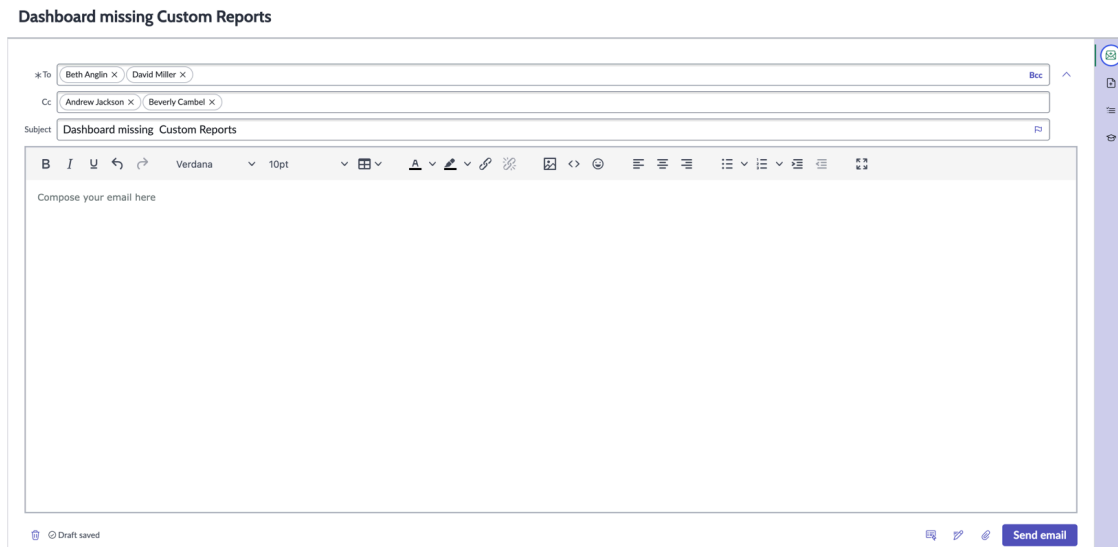 Dashboard missing Custom Reports
*To Beth Anglin × David Miller × Bcc
Cc Andrew Jackson × Beverly Cambel ×
Subject Dashboard missing  Custom Reports
B I U Verdana 10pt A
Compose your email here
Draft saved Send email